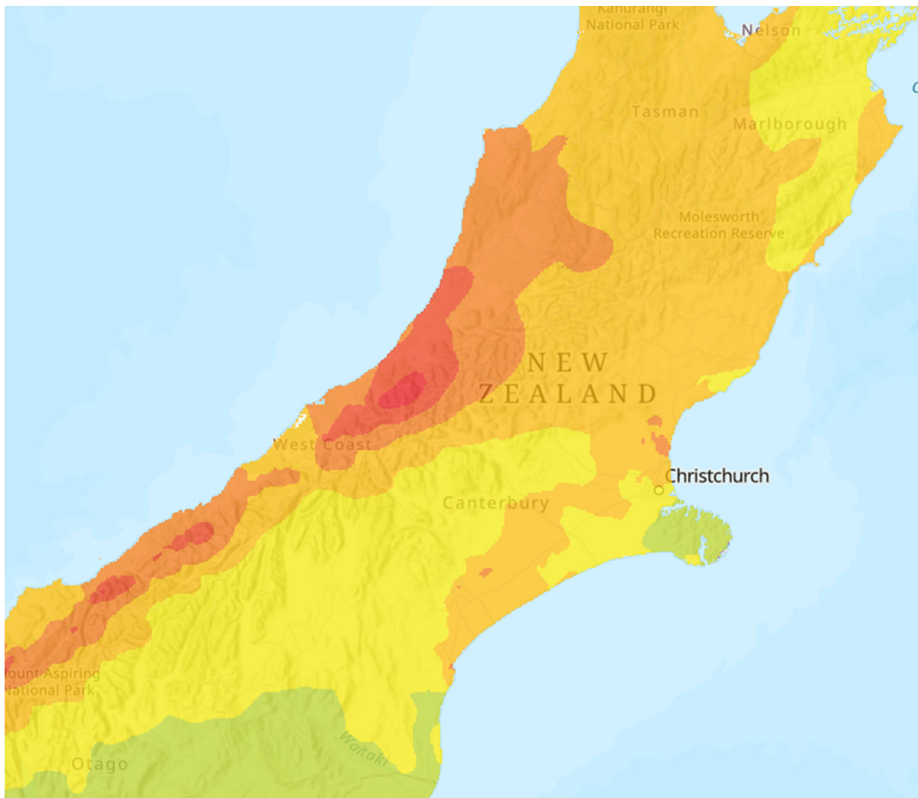 Kahurangi
National Park
Nelson
Tasman
Marlborough
Molesworth
Recreation Reserve
NEW
ZEALAND
West Coast
Christchurch
Canterbury
ount Aspiring
National Park
Waitaki
Otago